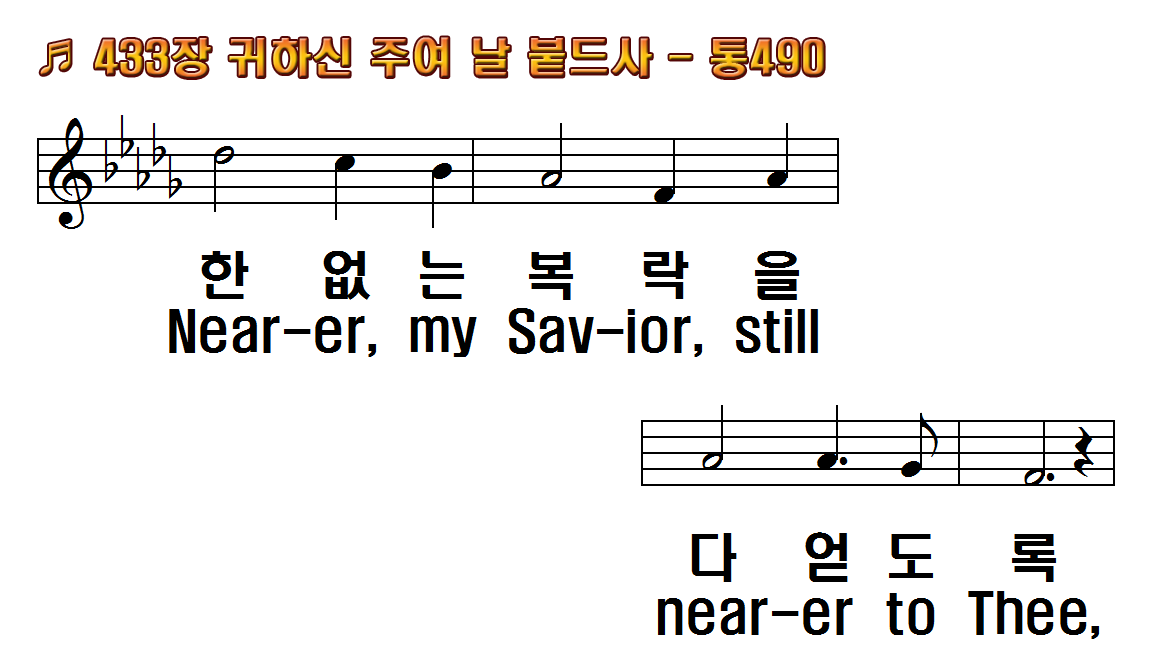 ♬ 433장 귀하신 주여 날 붙드사 - 통490
한 없 는 복 락 을
Near-er, my Sav-ior, still
다 얻 도 록
near-er to Thee,